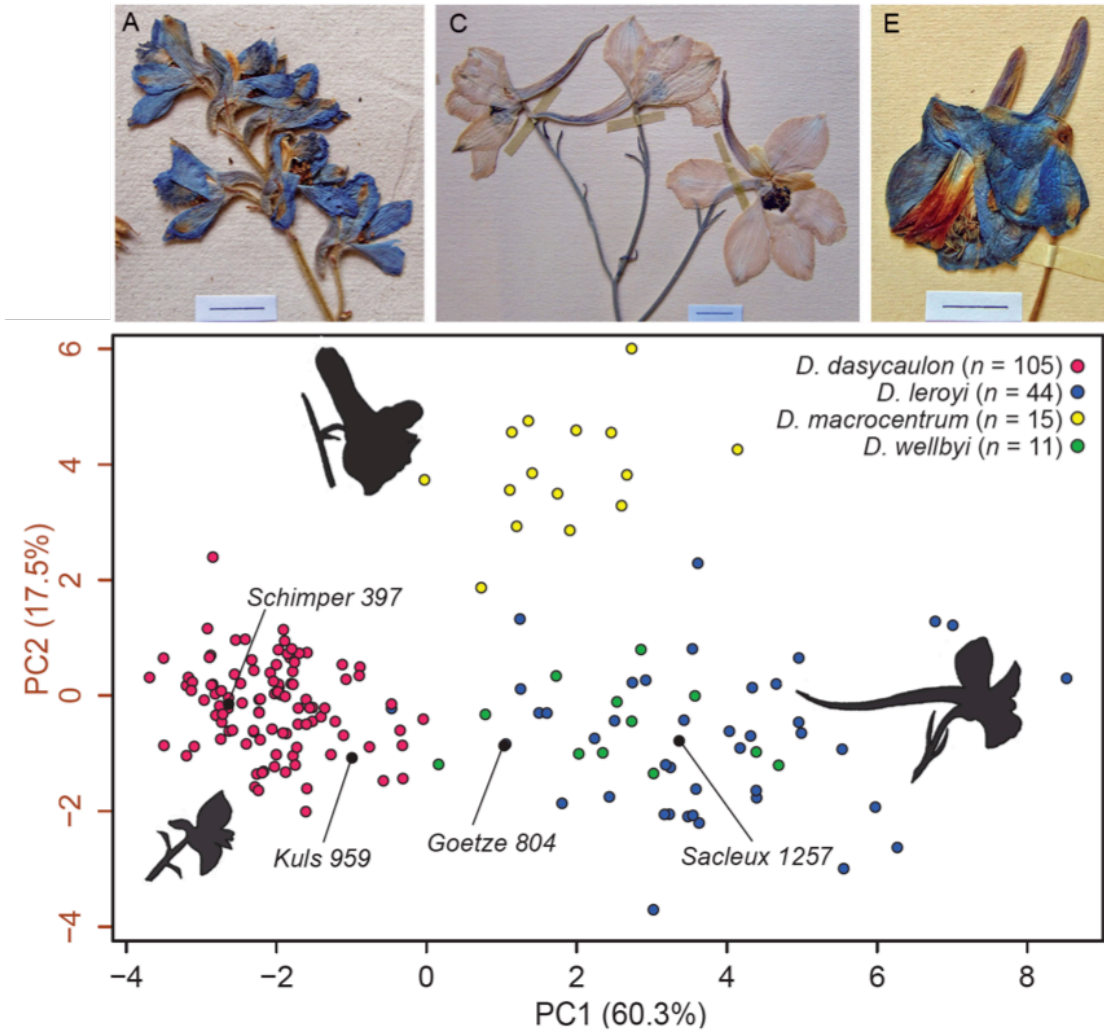 A
C
E
D. dasycaulon (n = 105)
D. leroyi (n = 44)
D. macrocentrum (n = 15)
D. wellbyi (n = 11)
6
4
2
0
−2
−4
PC2 (17.5%)
Schimper 397
Kuls 959
Goetze 804
Sacleux 1257
−4 −2 0 2 4 6 8
PC1 (60.3%)